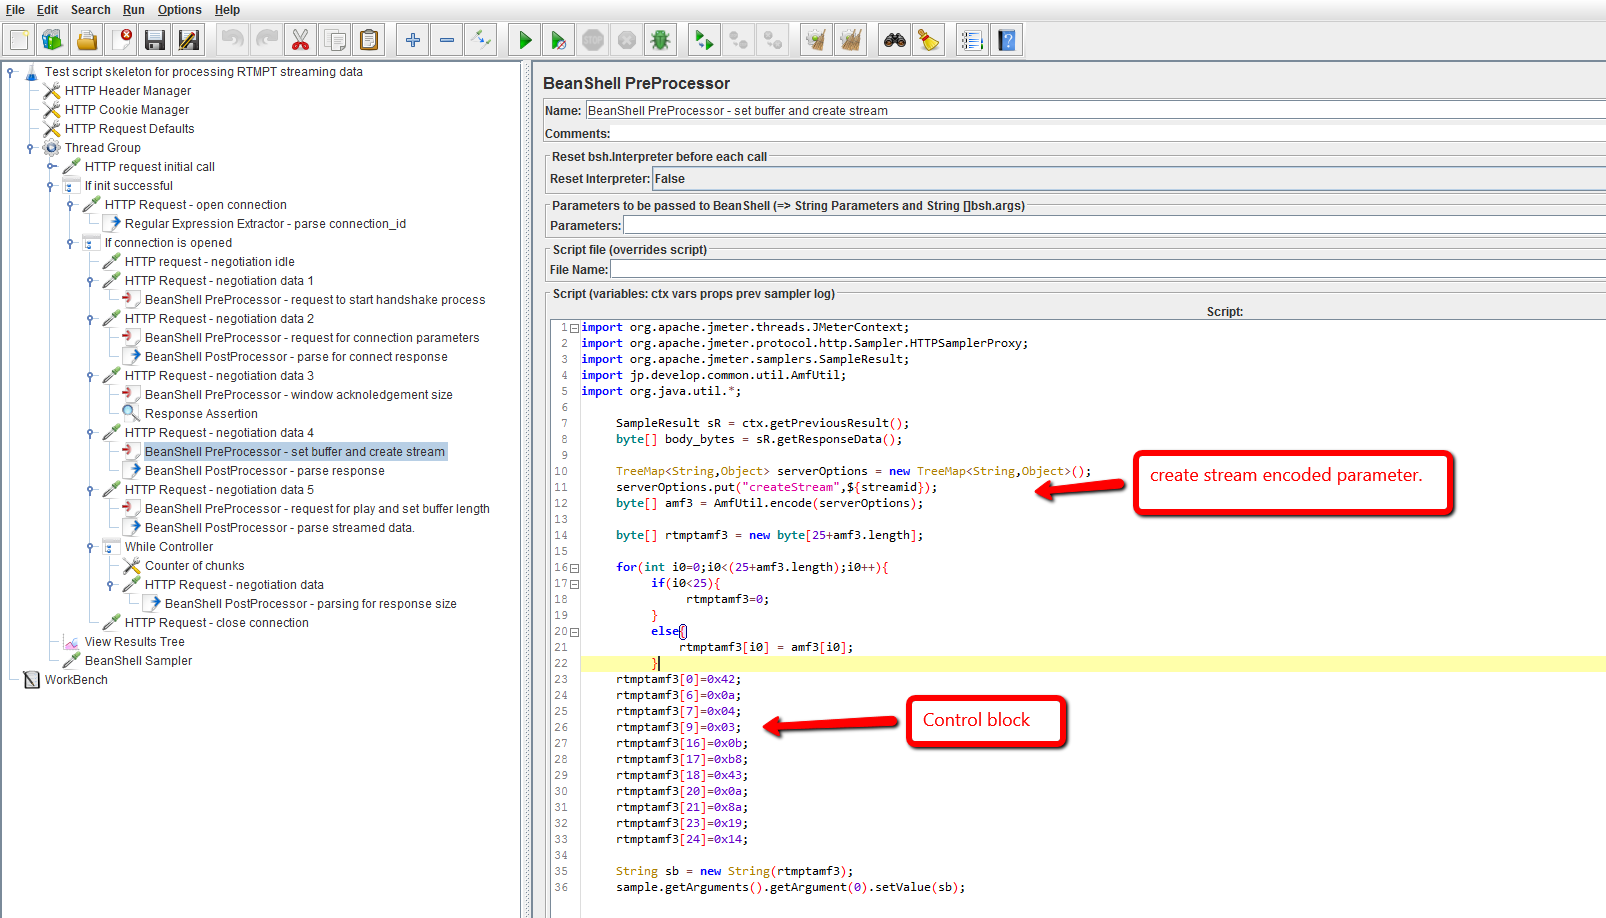 File Edit Search Run Options Help
Test script skeleton for processing RTMPT streaming data
HTTP Header Manager
HTTP Cookie Manager
HTTP Request Defaults
Thread Group
HTTP request initial call
If init successful
HTTP Request - open connection
Regular Expression Extractor - parse connection_id
If connection is opened
HTTP request - negotiation idle
HTTP Request - negotiation data 1
BeanShell PreProcessor - request to start handshake process
HTTP Request - negotiation data 2
BeanShell PreProcessor - request for connection parameters
BeanShell PostProcessor - parse for connect response
HTTP Request - negotiation data 3
BeanShell PreProcessor - window acknoledgement size
Response Assertion
HTTP Request - negotiation data 4
BeanShell PreProcessor - set buffer and create stream
BeanShell PostProcessor - parse response
HTTP Request - negotiation data 5
BeanShell PreProcessor - request for play and set buffer length
BeanShell PostProcessor - parse streamed data.
While Controller
Counter of chunks
HTTP Request - negotiation data
BeanShell PostProcessor - parsing for response size
HTTP Request - close connection
View Results Tree
BeanShell Sampler
WorkBench
BeanShell PreProcessor
Name: BeanShell PreProcessor - set buffer and create stream
Comments:
Reset bsh.Interpreter before each call
Reset Interpreter: False
Parameters to be passed to BeanShell (=> String Parameters and String []bsh.args)
Parameters:
Script file (overrides script)
File Name:
Script (variables: ctx vars props prev sampler log)
Script:
1 import org.apache.jmeter.threads.JMeterContext;
2 import org.apache.jmeter.protocol.http.Sampler.HTTPSamplerProxy;
3 import org.apache.jmeter.samplers.SampleResult;
4 import jp.develop.common.util.AmfUtil;
5 import org.java.util.*;
6
7 SampleResult sR = ctx.getPreviousResult();
8 byte[] body_bytes = sR.getResponseData();
9
10 TreeMap<String,Object> serverOptions = new TreeMap<String,Object>();
11 serverOptions.put("createStream",${streamid});
12 byte[] amf3 = AmfUtil.encode(serverOptions);
13
14 byte[] rtmptamf3 = new byte[25+amf3.length];
15
16 for(int i0=0;i0<(25+amf3.length);i0++){
17 if(i0<25){
18 rtmptamf3=0;
19 }
20 else{
21 rtmptamf3[i0] = amf3[i0];
22 }
23 rtmptamf3[0]=0x42;
24 rtmptamf3[6]=0x0a;
25 rtmptamf3[7]=0x04;
26 rtmptamf3[9]=0x03;
27 rtmptamf3[16]=0x0b;
28 rtmptamf3[17]=0xb8;
29 rtmptamf3[18]=0x43;
30 rtmptamf3[20]=0x0a;
31 rtmptamf3[21]=0x8a;
32 rtmptamf3[23]=0x19;
33 rtmptamf3[24]=0x14;
34
35 String sb = new String(rtmptamf3);
36 sample.getArguments().getArgument(0).setValue(sb);
create stream encoded parameter.
Control block